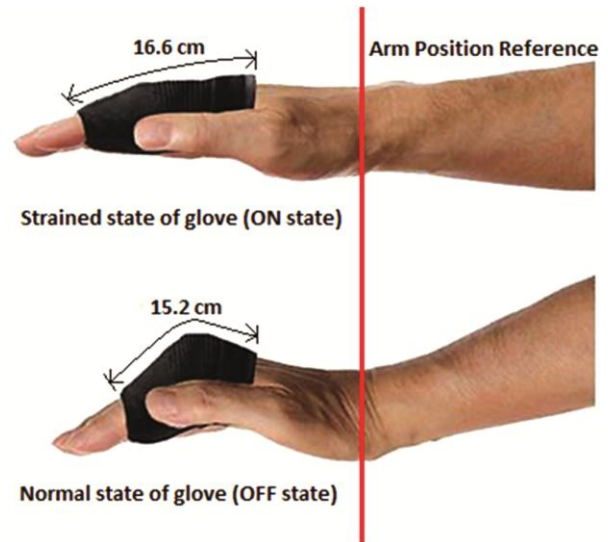 16.6 cm
Arm Position Reference
Strained state of glove (ON state)
15.2 cm
Normal state of glove (OFF state)